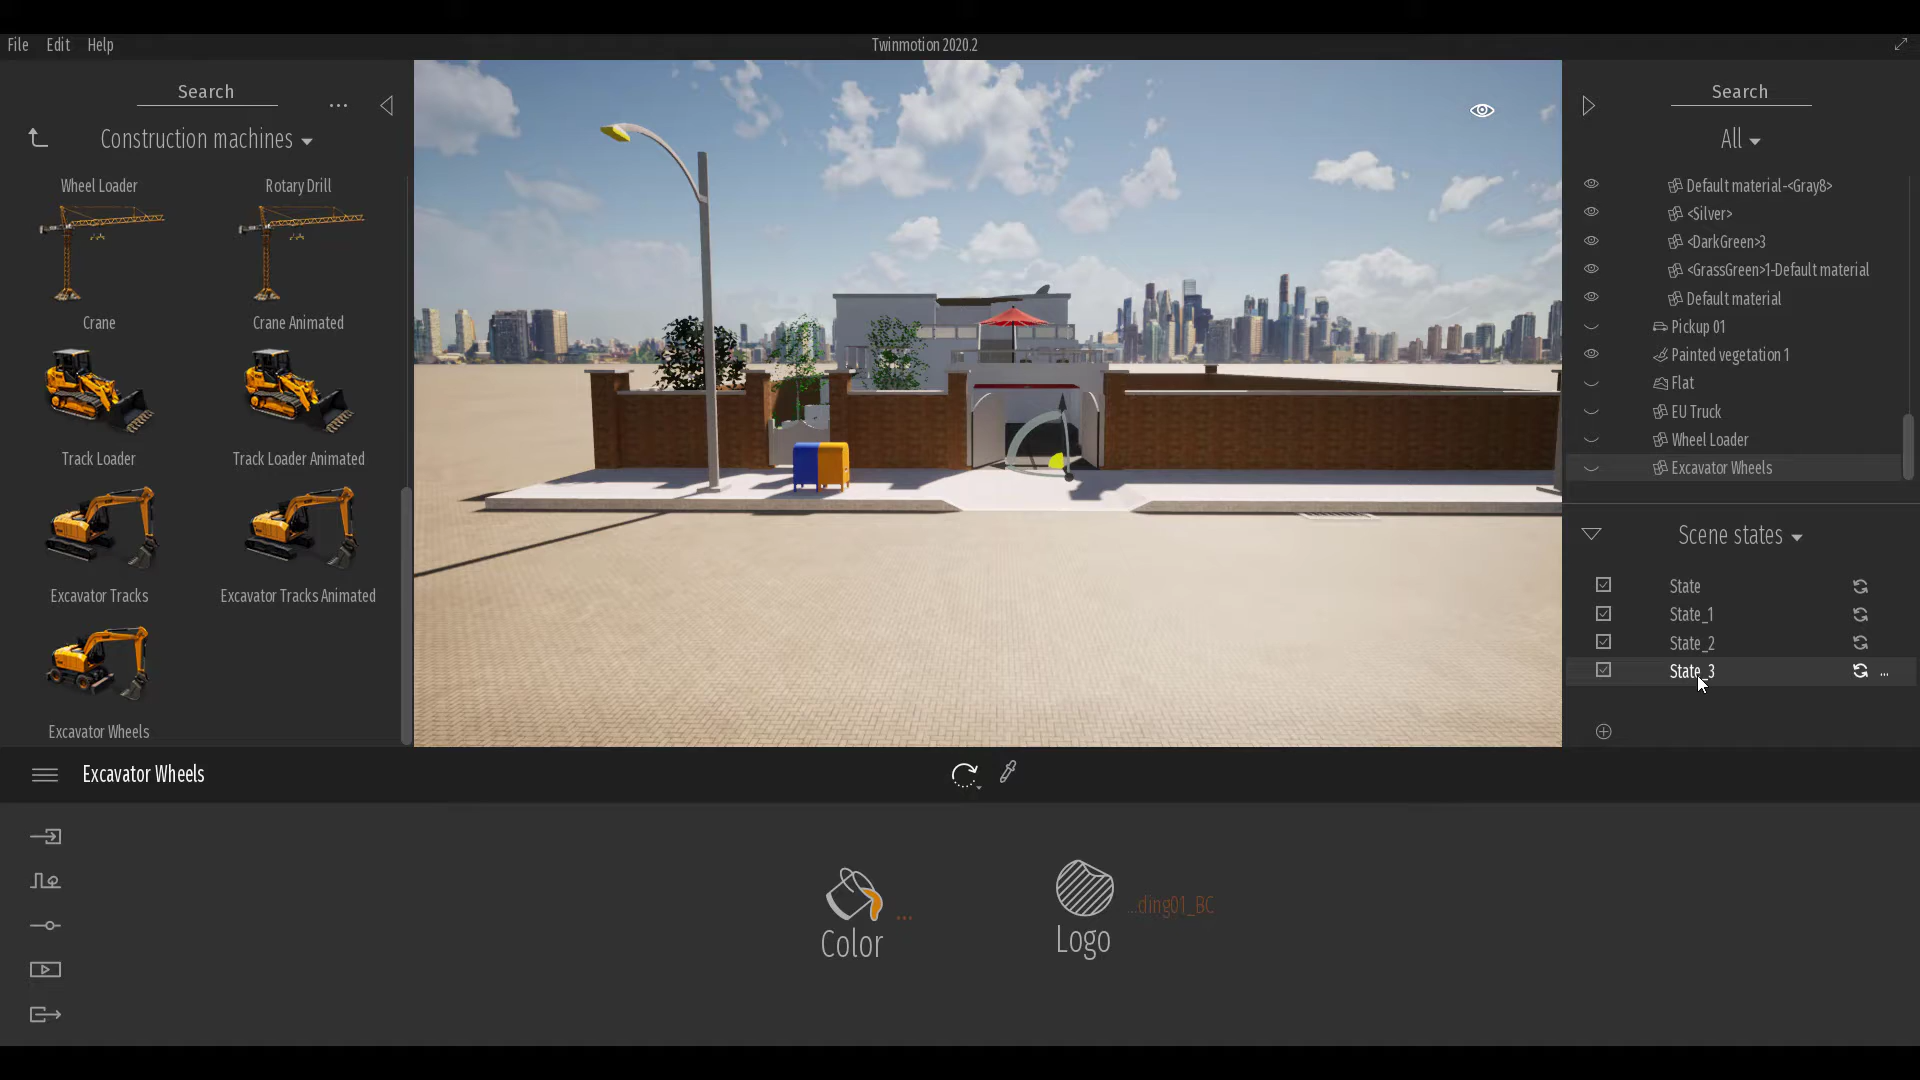 File Edit Help
Twinmotion 2020.2
Search
...
Construction machines
Wheel Loader
Rotary Drill
Crane
Crane Animated
Track Loader
Track Loader Animated
Excavator Tracks
Excavator Tracks Animated
Excavator Wheels
Search
All
Default material-<Gray8>
<Silver>
<DarkGreen>3
<GrassGreen>1-Default material
Default material
Pickup 01
Painted vegetation 1
Flat
EU Truck
Wheel Loader
Excavator Wheels
Scene states
State
State_1
State_2
State_3
...
Excavator Wheels
...
Color
...ding01_BC
Logo